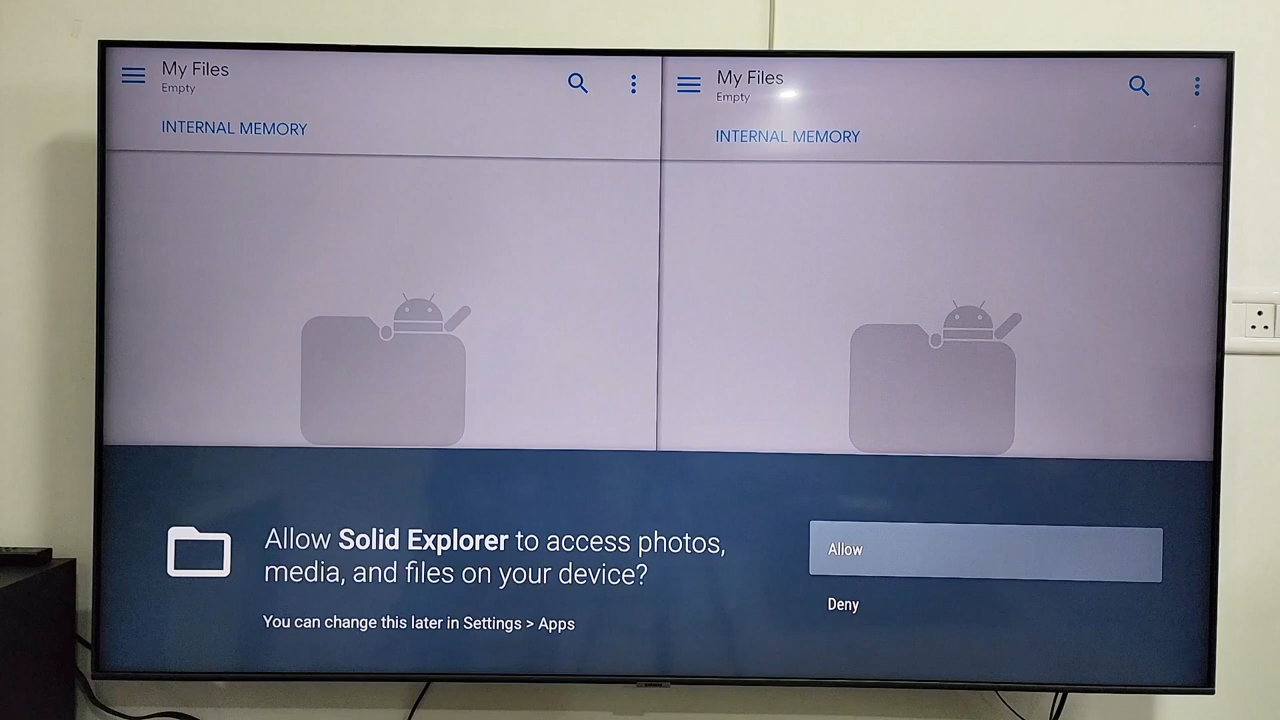 My Files
Empty
INTERNAL MEMORY
My Files
Empty
INTERNAL MEMORY
Allow Solid Explorer to access photos,
media, and files on your device?
You can change this later in Settings > Apps
Allow
Deny